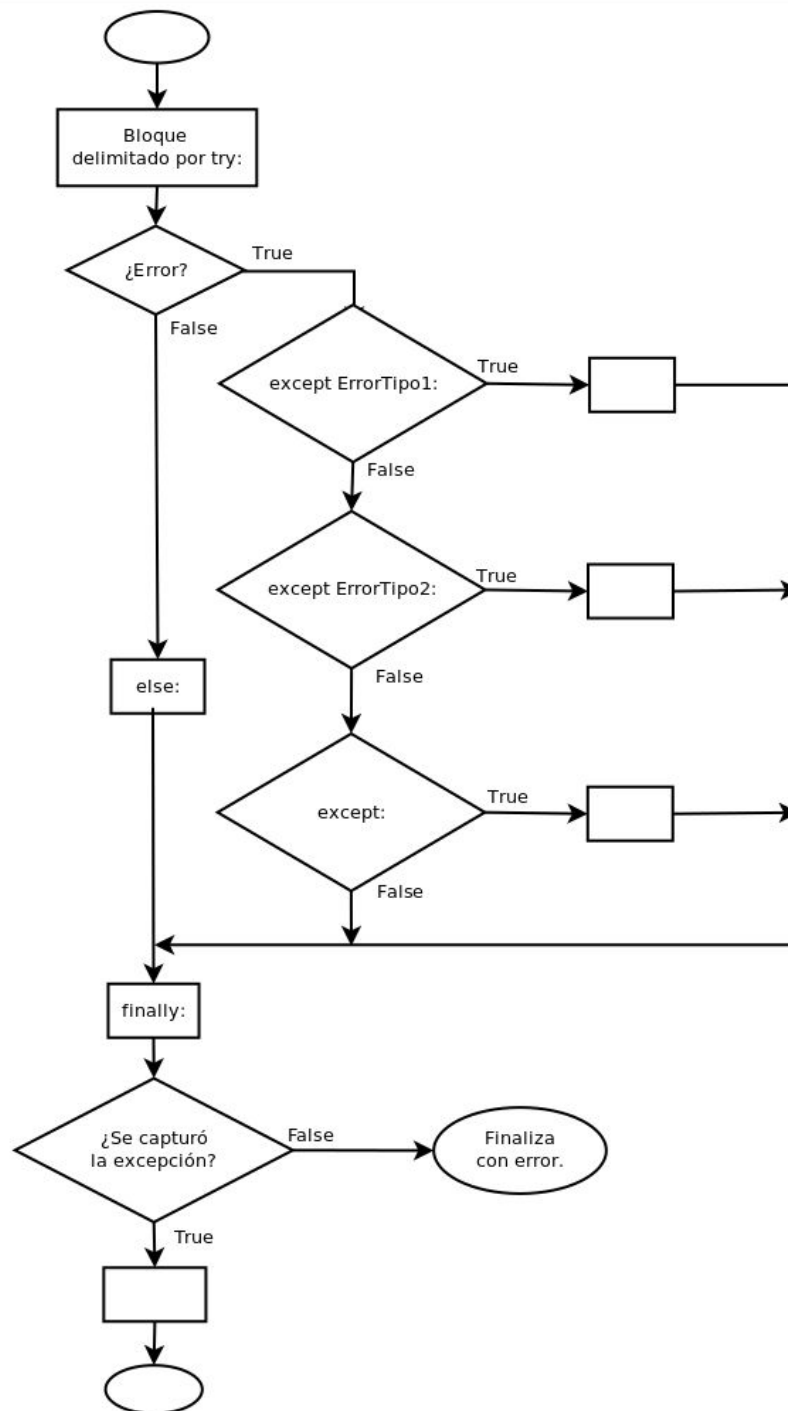 Bloque
delimitado por try:
¿Error?
True
False
except ErrorTipo1:
True
False
except ErrorTipo2:
True
False
else:
except:
True
False
finally:
¿Se capturó
la excepción?
False
Finaliza
con error.
True